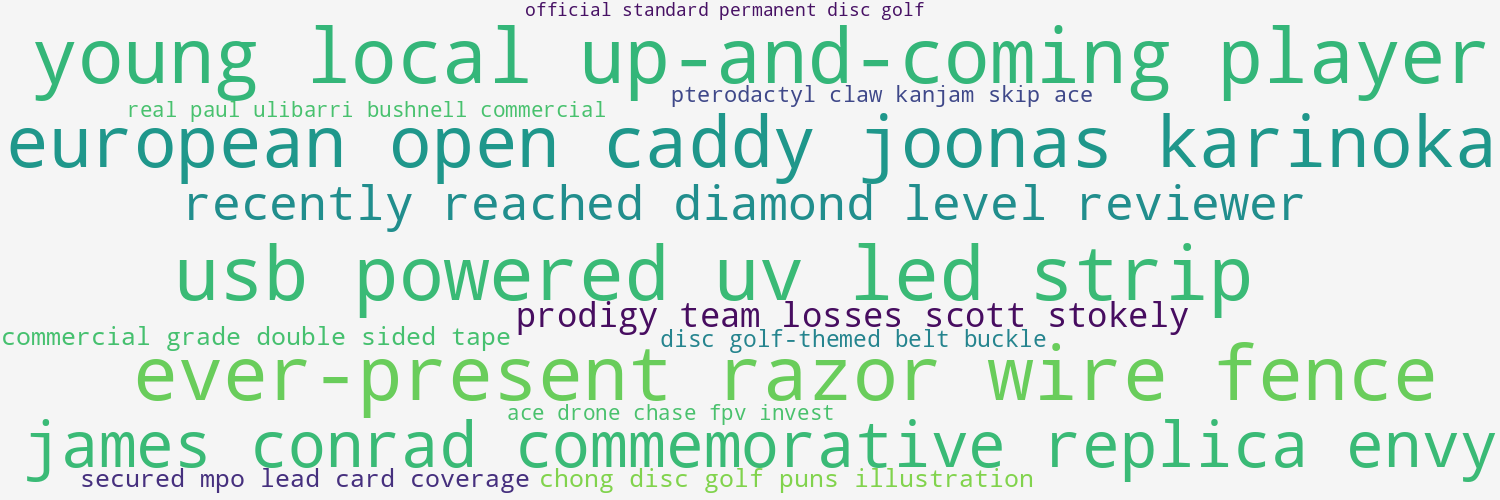 official standard permanent disc golf
young local up-and-coming player
pterodactyl claw kanjam skip ace
real paul ulibarri bushnell commercial
european open caddy joonas karinoka
recently reached diamond level reviewer
usb powered uv led strip
prodigy team losses scott stokely
commercial grade double sided tape
disc golf-themed belt buckle
ever-present razor wire fence
ace drone chase fpv invest
james conrad commemorative replica envy
secured mpo lead card coverage
chong disc golf puns illustration